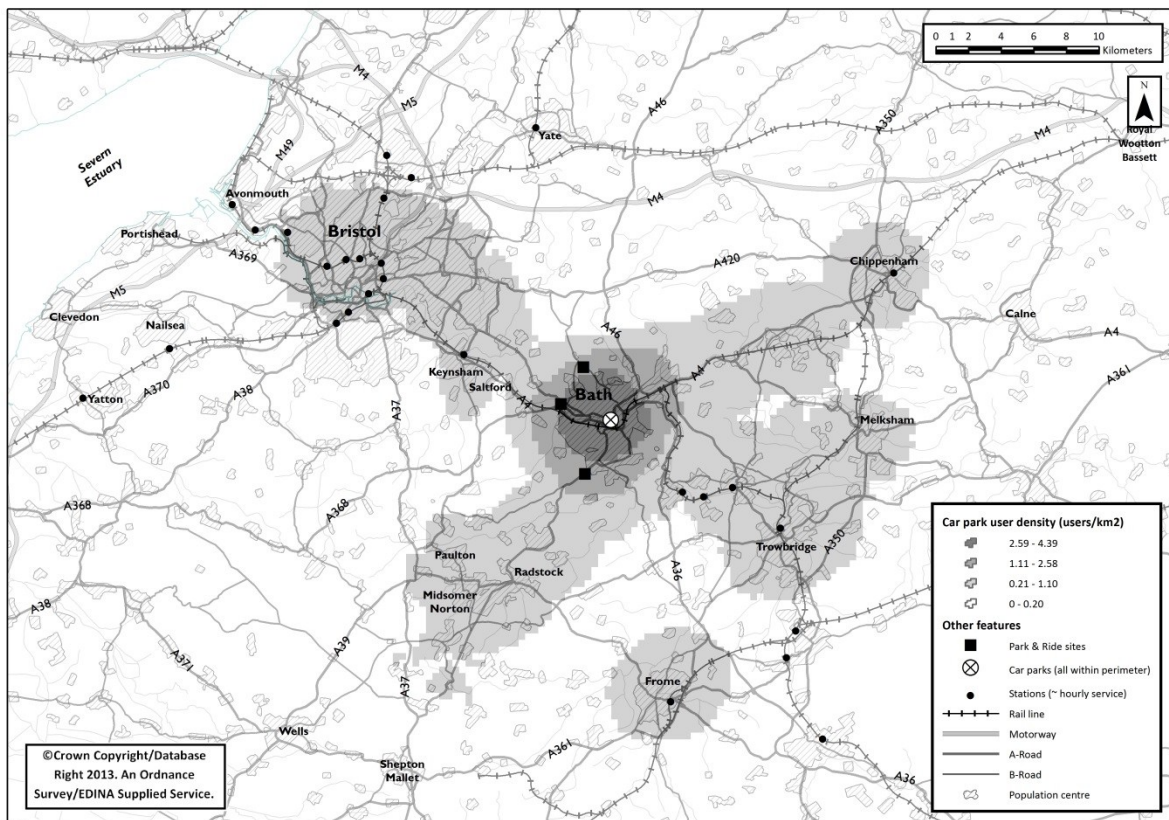 0 1 2 4 6 8 10
Kilometers
N
M4
M5
A46
A350
M4
Royal
Wootton
Bassett
Yate
M49
Severn
Estuary
Avonmouth
M4
Portishead
Bristol
A369
A420
Chippenham
M5
Clevedon
Nailsea
Calne
A46
A4
Keynsham
A4
A361
Saltford
Bath
A370
A38
A37
A4
Yatton
Melksham
A368
A368
Trowbridge
A350
Paulton
Radstock
A36
Midsomer
Norton
A38
A39
A371
A37
Frome
Wells
A361
Shepton
Mallet
A36
Car park user density (users/km2)
2.59 - 4.39
1.11 - 2.58
0.21 - 1.10
0 - 0.20
Other features
Park & Ride sites
Car parks (all within perimeter)
Stations (~ hourly service)
Rail line
Motorway
A-Road
B-Road
Population centre
©Crown Copyright/Database
Right 2013. An Ordnance
Survey/EDINA Supplied Service.